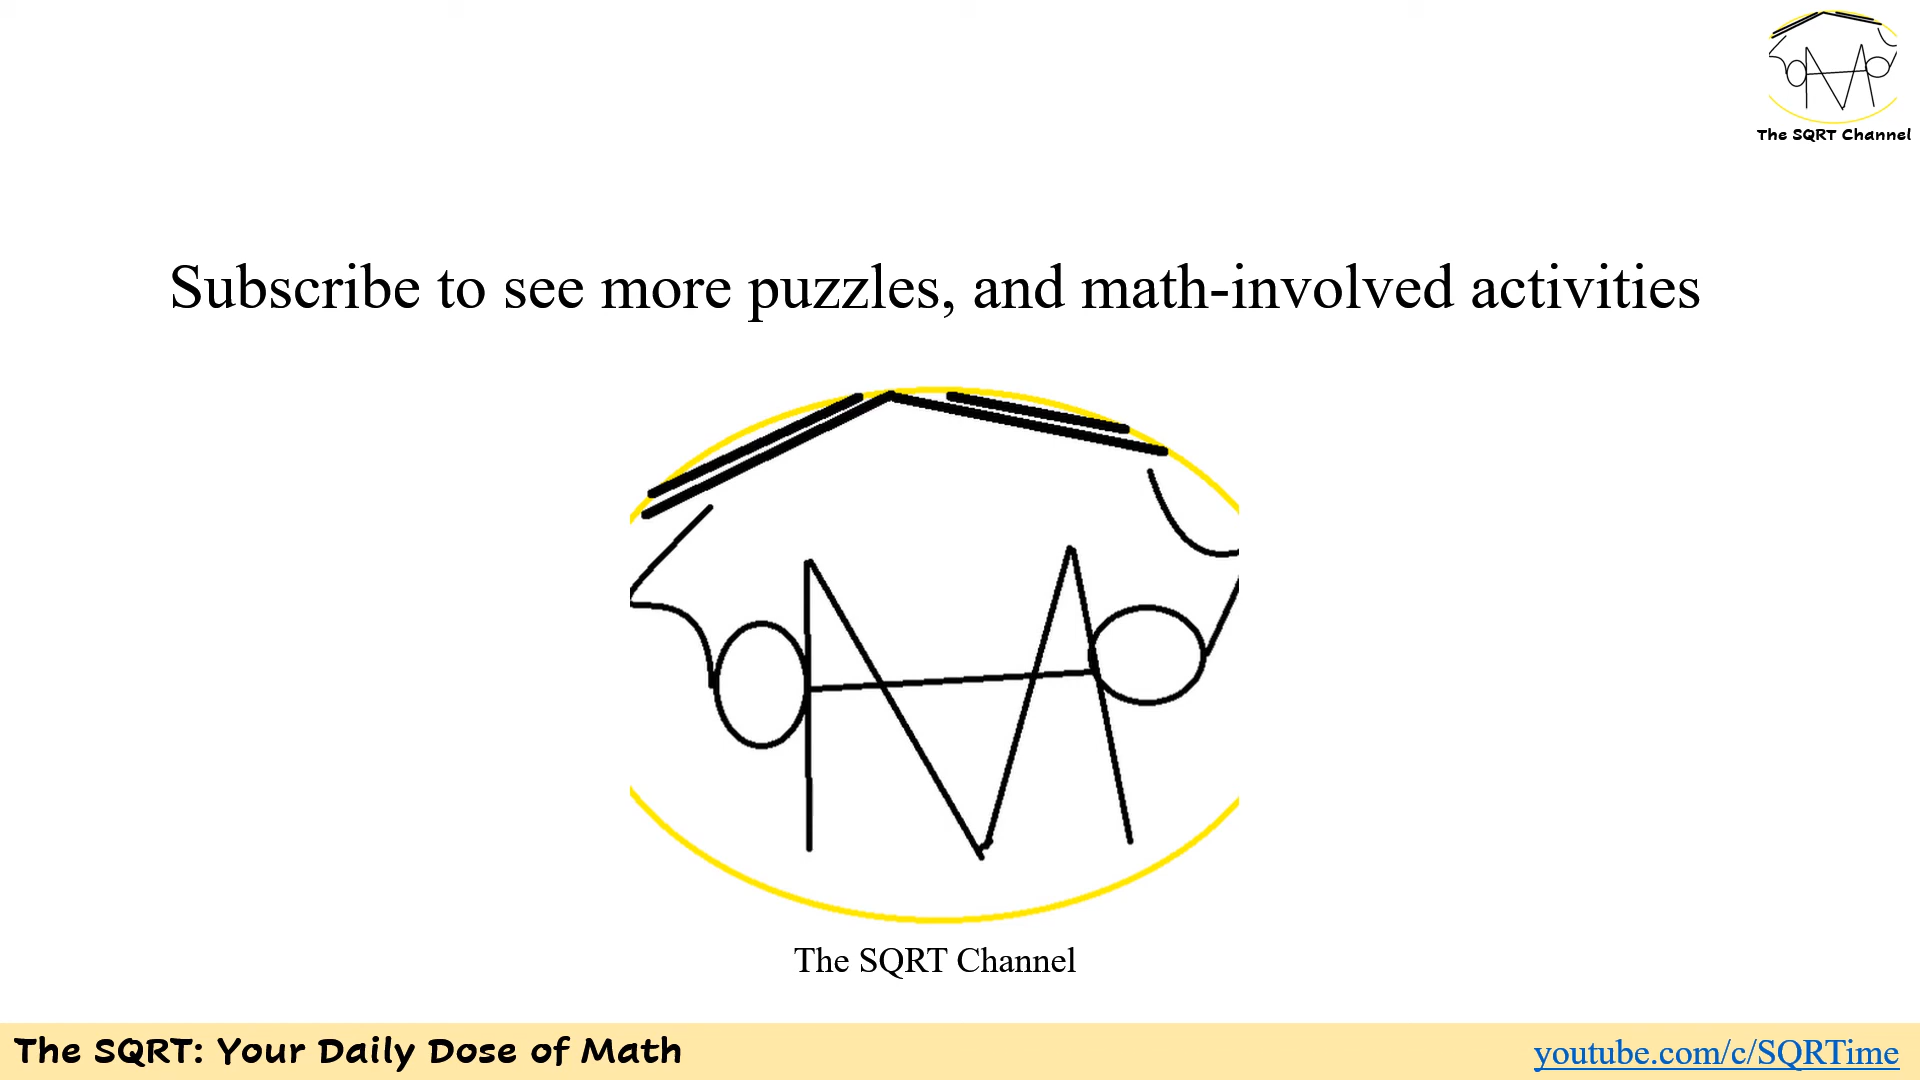 The SQRT Channel
Subscribe to see more puzzles, and math-involved activities
The SQRT Channel
The SQRT: Your Daily Dose of Math
youtube.com/c/SQRTime